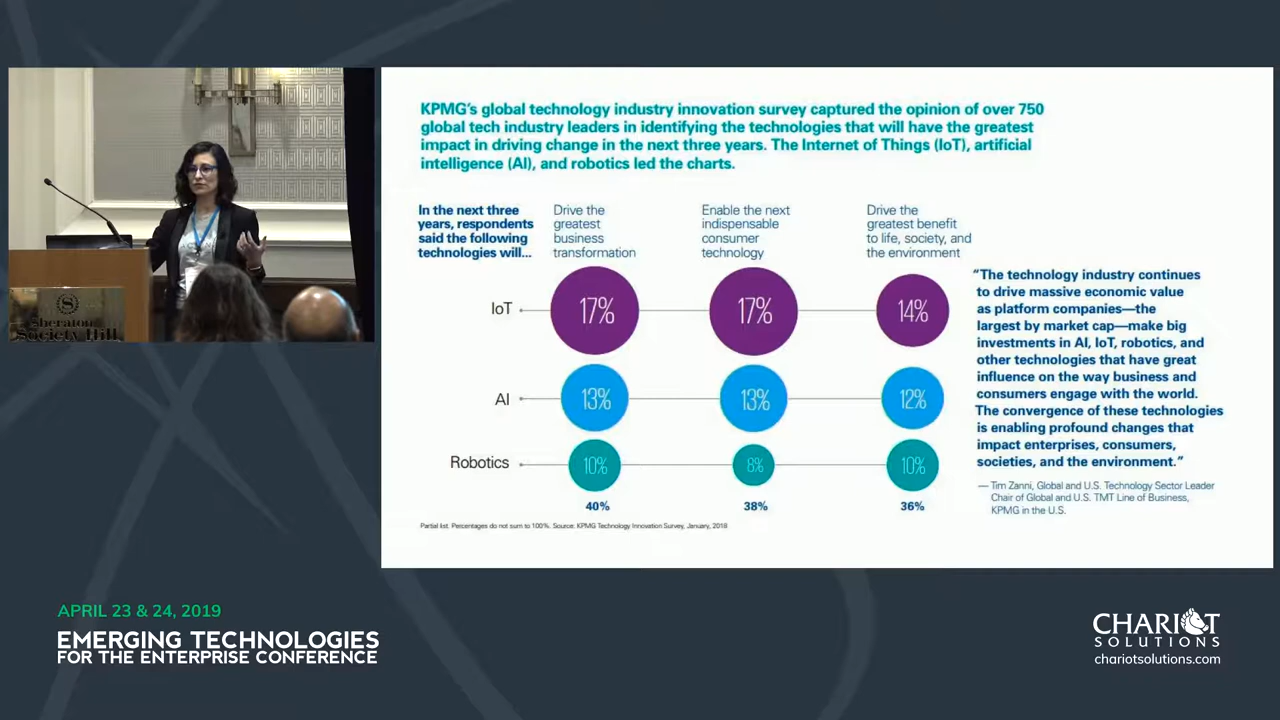 KPMG's global technology industry innovation survey captured the opinion of over 750
global tech industry leaders in identifying the technologies that will have the greatest
impact in driving change in the next three years. The Internet of Things (IoT), artificial
intelligence (AI), and robotics led the charts.
In the next three
years, respondents
said the following
technologies will...
Drive the
greatest
business
transformation
Enable the next
indispensable
consumer
technology
Drive the
greatest benefit
to life, society, and
the environment
IoT
17%
17%
14%
AI
13%
13%
12%
Robotics
10%
8%
10%
40%
38%
36%
Partial list. Percentages do not sum to 100%. Source: KPMG Technology Innovation Survey, January, 2018
"The technology industry continues
to drive massive economic value
as platform companies—the
largest by market cap—make big
investments in AI, IoT, robotics, and
other technologies that have great
influence on the way business and
consumers engage with the world.
The convergence of these technologies
is enabling profound changes that
impact enterprises, consumers,
societies, and the environment."
— Tim Zanni, Global and U.S. Technology Sector Leader
Chair of Global and U.S. TMT Line of Business,
KPMG in the U.S.
Sheraton
Society Hill
APRIL 23 & 24, 2019
EMERGING TECHNOLOGIES
FOR THE ENTERPRISE CONFERENCE
CHARIOT
SOLUTIONS
chariotsolutions.com